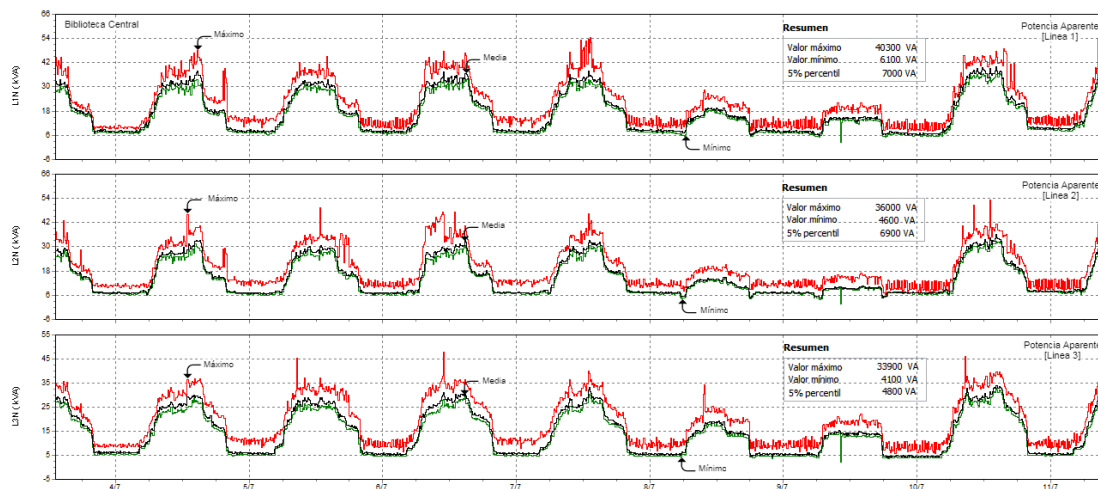 Biblioteca Central
Potencia Aparente
[Linea 1]
L1N (kVA)
66
54
42
30
18
6
-6
Máximo
Media
Mínimo
Resumen
Valor máximo 40300 VA
Valor.mínimo 6100 VA
5% percentil 7000 VA
Potencia Aparente
[Linea 2]
L2N (kVA)
66
54
42
30
18
6
-6
Máximo
Media
Mínimo
Resumen
Valor máximo 36000 VA
Valor.mínimo 4600 VA
5% percentil 6900 VA
Potencia Aparente
[Linea 3]
L3N (kVA)
55
45
35
25
15
5
-5
Máximo
Media
Mínimo
Resumen
Valor máximo 33900 VA
Valor mínimo 4100 VA
5% percentil 4800 VA
4/7 5/7 6/7 7/7 8/7 9/7 10/7 11/7